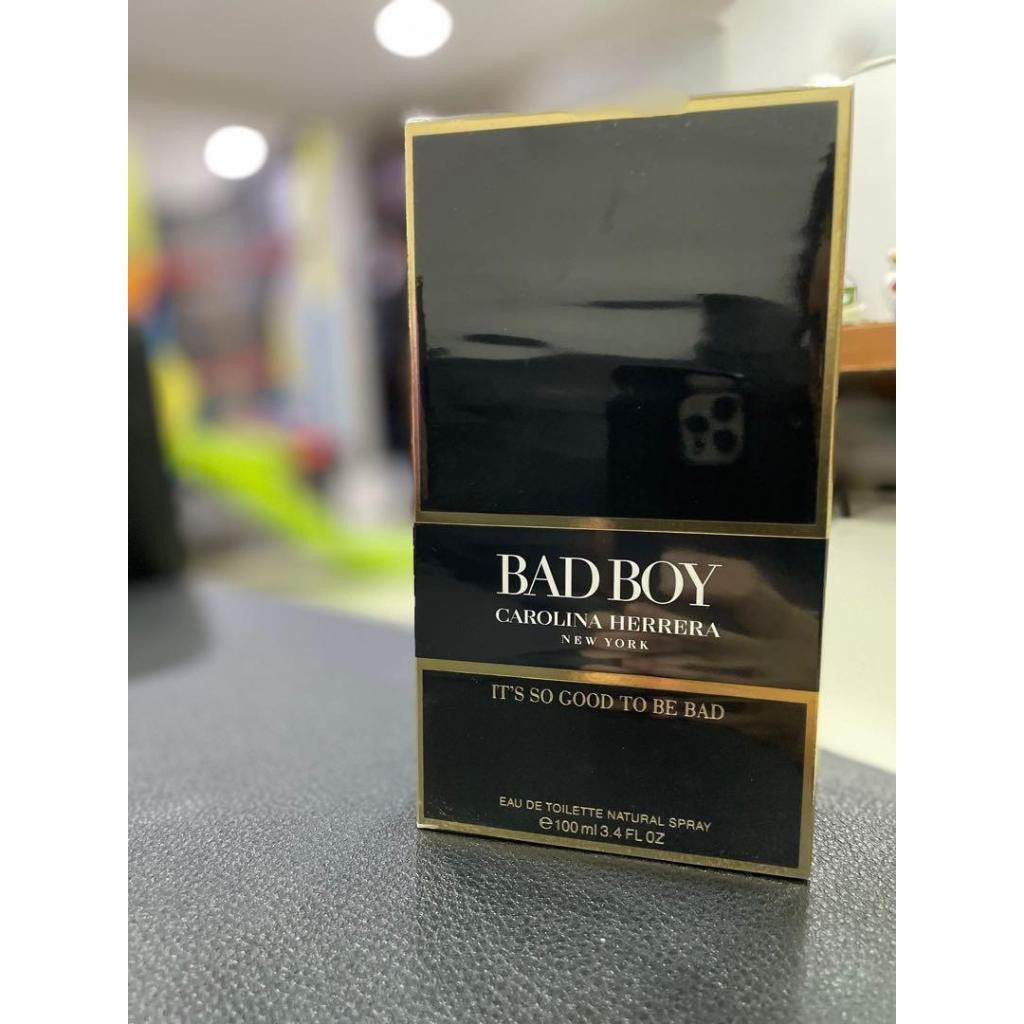 BAD BOY
CAROLINA HERRERA
NEW YORK
IT'S SO GOOD TO BE BAD
EAU DE TOILETTE NATURAL SPRAY
℮100 ml 3.4 FL OZ